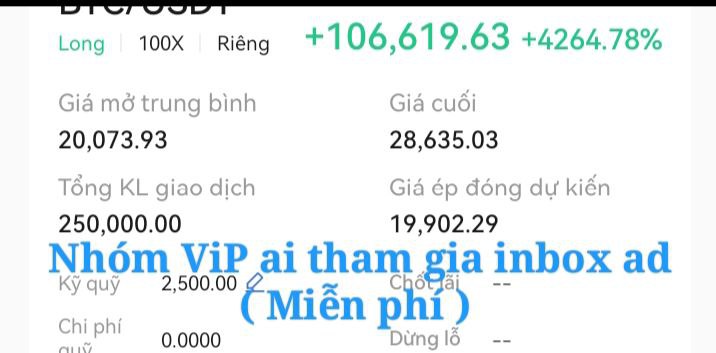 BTC/USDT
Long 100X Riêng +106,619.63 +4264.78%
Giá mở trung bình Giá cuối
20,073.93 28,635.03
Tổng KL giao dịch Giá ép đóng dự kiến
250,000.00 19,902.29
Nhóm ViP ai tham gia inbox ad
Kỹ quỹ 2,500.00 Chốt lãi --
( Miễn phí )
Chi phí
quỹ 0.0000 Dừng lỗ --